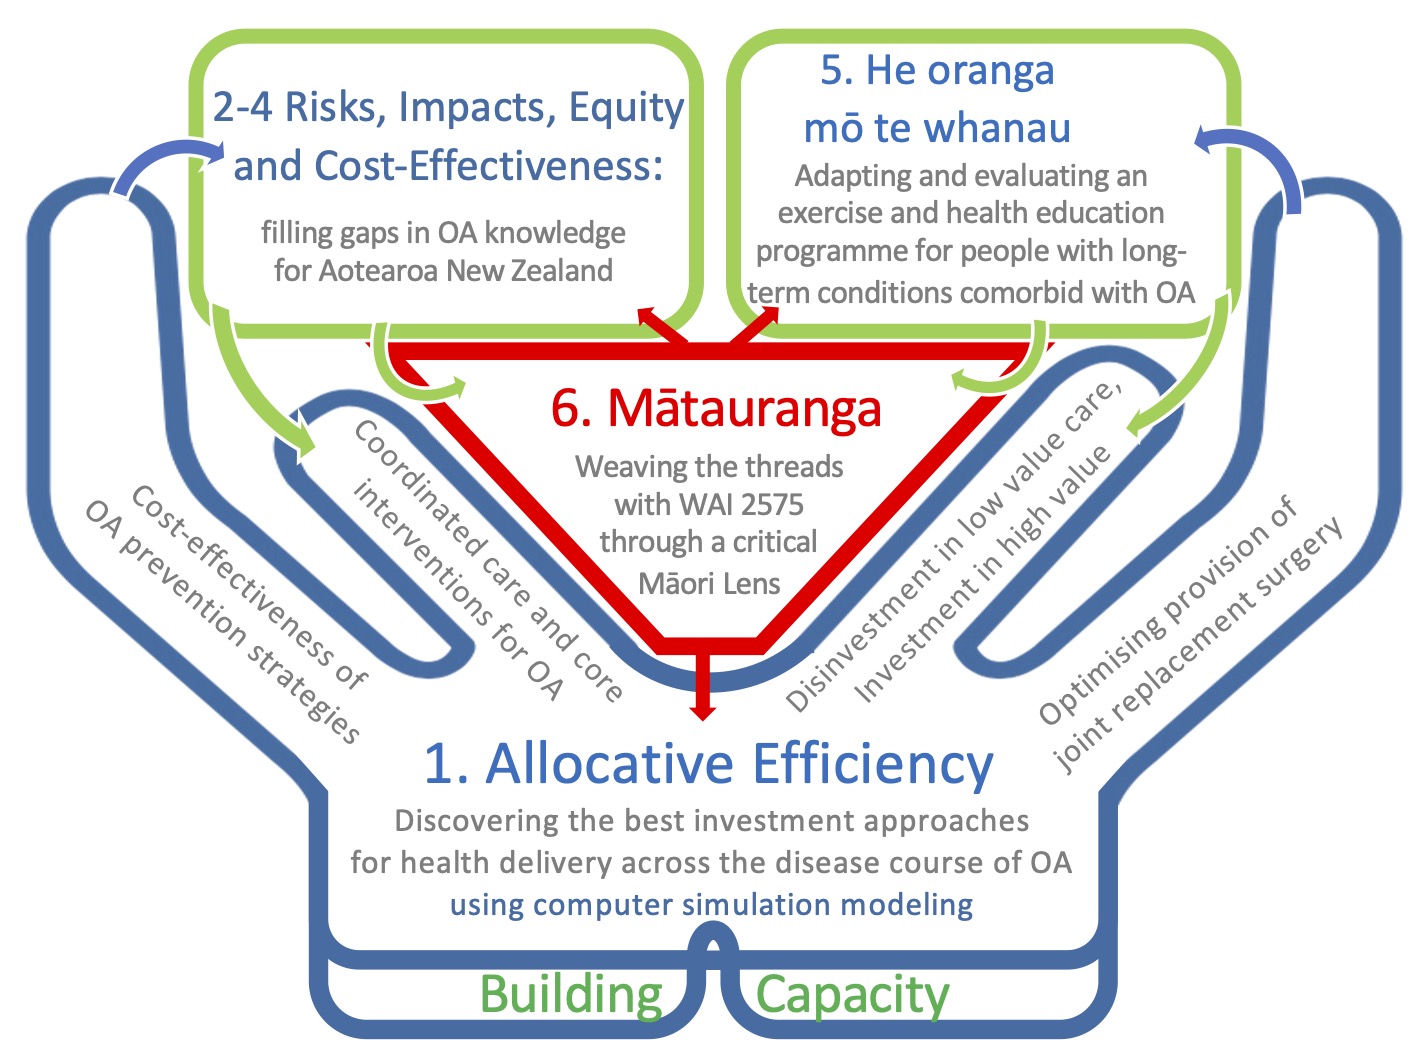 2-4 Risks, Impacts, Equity
and Cost-Effectiveness:
filling gaps in OA knowledge
for Aotearoa New Zealand
5. He oranga
mō te whanau
Adapting and evaluating an
exercise and health education
programme for people with long-
term conditions comorbid with OA
6. Mātauranga
Weaving the threads
with WAI 2575
through a critical
Māori Lens
Cost-effectiveness of
OA prevention strategies
Coordinated care and core
interventions for OA
Disinvestment in low value care,
Investment in high value
Optimising provision of
joint replacement surgery
1. Allocative Efficiency
Discovering the best investment approaches
for health delivery across the disease course of OA
using computer simulation modeling
Building Capacity